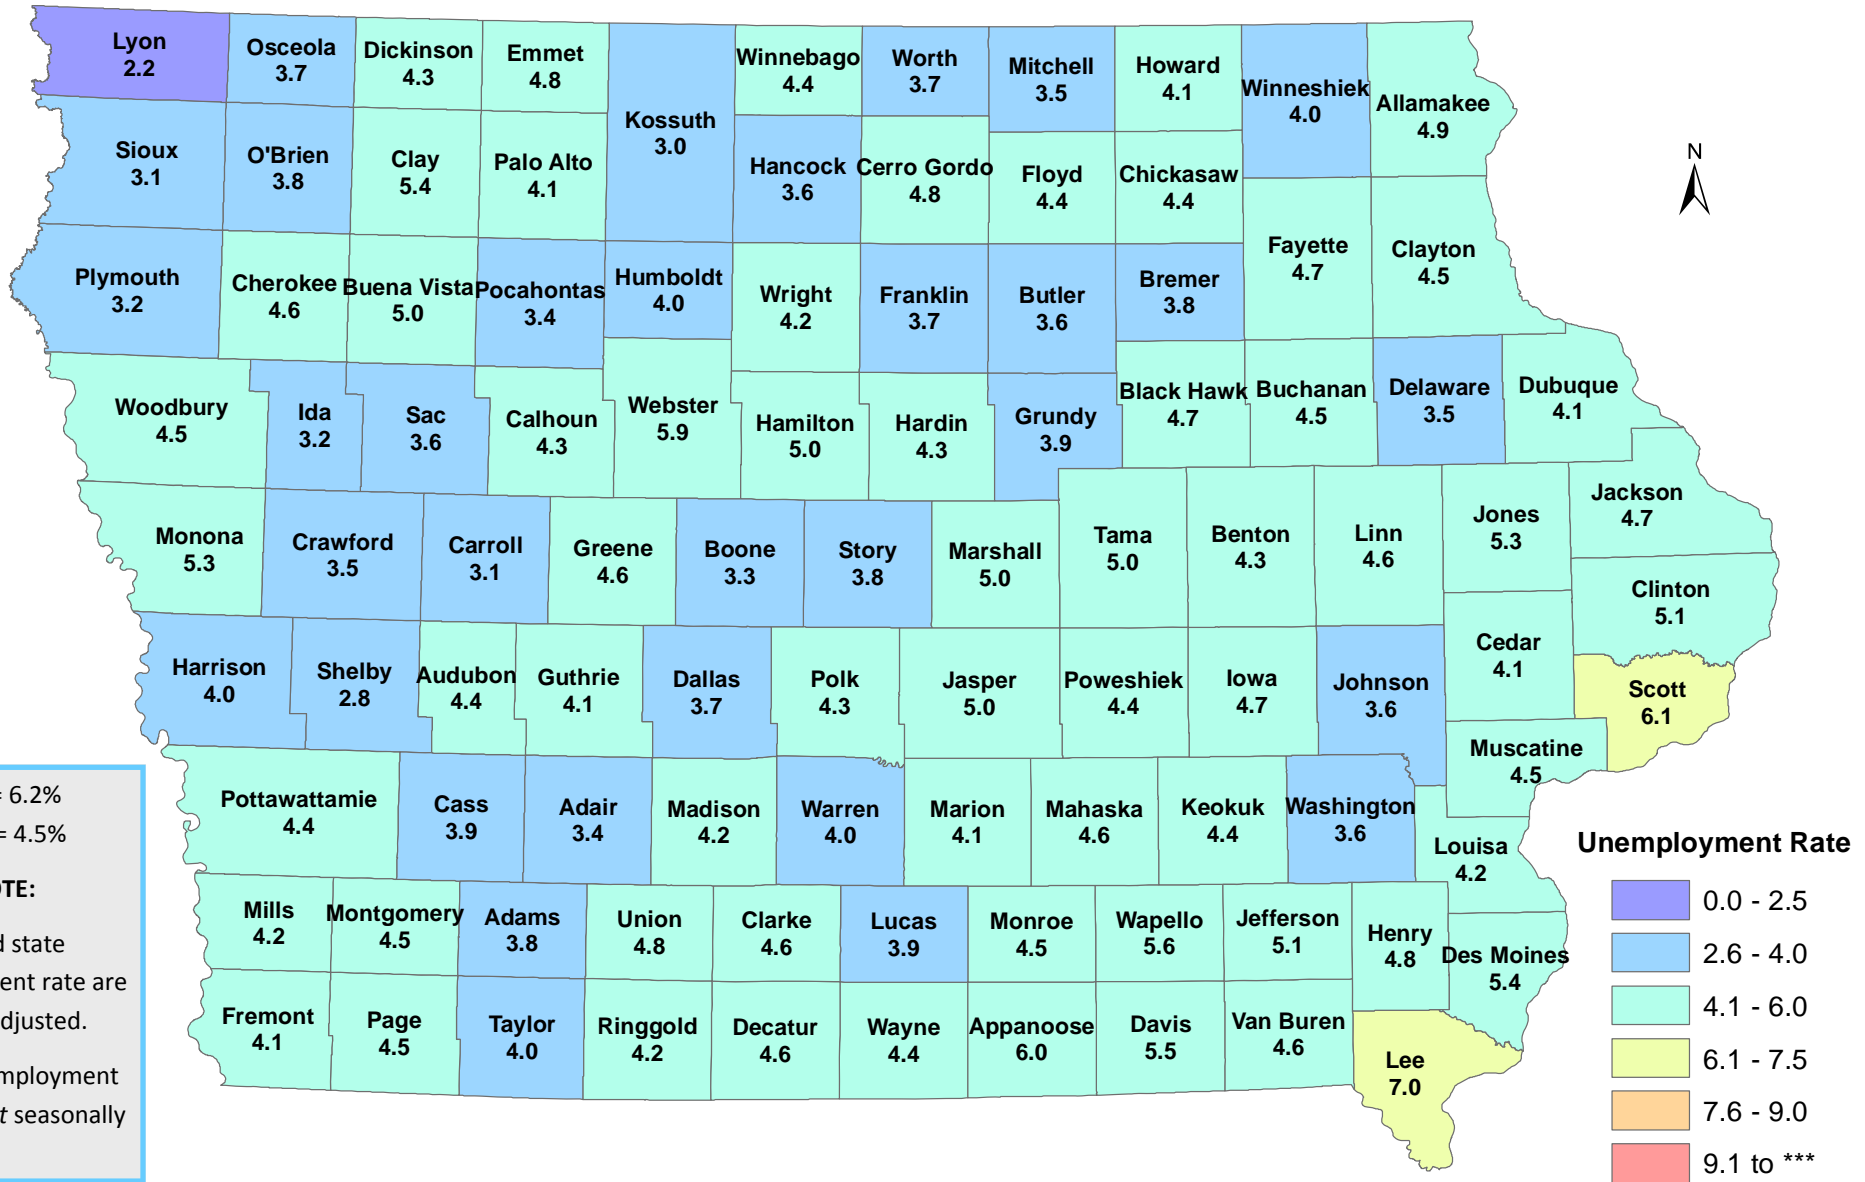 Lyon
2.2
Osceola
3.7
Dickinson
4.3
Emmet
4.8
Kossuth
3.0
Winnebago
4.4
Worth
3.7
Mitchell
3.5
Howard
4.1
Winneshiek
4.0
Allamakee
4.9
N
Sioux
3.1
O'Brien
3.8
Clay
5.4
Palo Alto
4.1
Hancock
3.6
Cerro Gordo
4.8
Floyd
4.4
Chickasaw
4.4
Plymouth
3.2
Cherokee
4.6
Buena Vista
5.0
Pocahontas
3.4
Humboldt
4.0
Wright
4.2
Franklin
3.7
Butler
3.6
Bremer
3.8
Fayette
4.7
Clayton
4.5
Woodbury
4.5
Ida
3.2
Sac
3.6
Calhoun
4.3
Webster
5.9
Hamilton
5.0
Hardin
4.3
Grundy
3.9
Black Hawk
4.7
Buchanan
4.5
Delaware
3.5
Dubuque
4.1
Monona
5.3
Crawford
3.5
Carroll
3.1
Greene
4.6
Boone
3.3
Story
3.8
Marshall
5.0
Tama
5.0
Benton
4.3
Linn
4.6
Jones
5.3
Jackson
4.7
Clinton
5.1
Harrison
4.0
Shelby
2.8
Audubon
4.4
Guthrie
4.1
Dallas
3.7
Polk
4.3
Jasper
5.0
Poweshiek
4.4
Iowa
4.7
Johnson
3.6
Cedar
4.1
Scott
6.1
Muscatine
4.5
Pottawattamie
4.4
Cass
3.9
Adair
3.4
Madison
4.2
Warren
4.0
Marion
4.1
Mahaska
4.6
Keokuk
4.4
Washington
3.6
Louisa
4.2
Mills
4.2
Montgomery
4.5
Adams
3.8
Union
4.8
Clarke
4.6
Lucas
3.9
Monroe
4.5
Wapello
5.6
Jefferson
5.1
Henry
4.8
Des Moines
5.4
Fremont
4.1
Page
4.5
Taylor
4.0
Ringgold
4.2
Decatur
4.6
Wayne
4.4
Appanoose
6.0
Davis
5.5
Van Buren
4.6
Lee
7.0
= 6.2%
= 4.5%
OTE:
d state
ent rate are
djusted.
mployment
t seasonally
Unemployment Rate
0.0 - 2.5
2.6 - 4.0
4.1 - 6.0
6.1 - 7.5
7.6 - 9.0
9.1 to ***